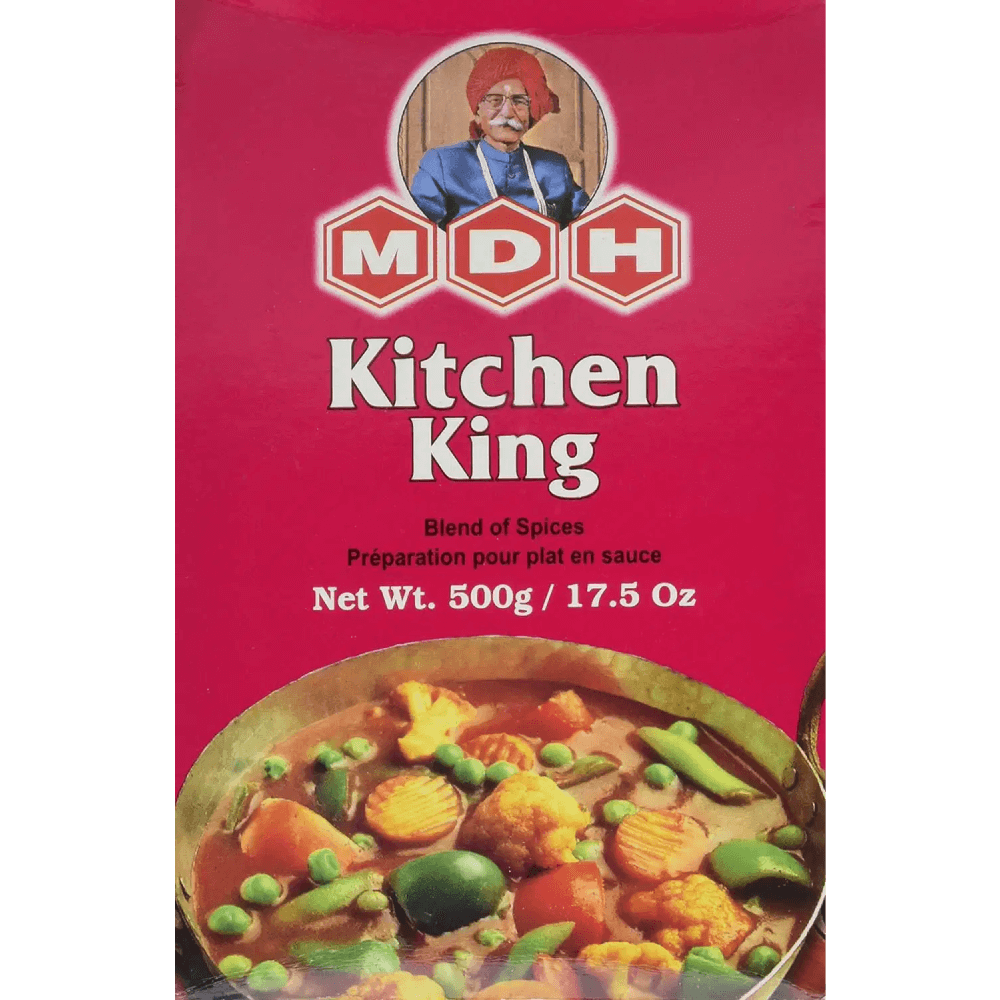 MDH
Kitchen
King
Blend of Spices
Préparation pour plat en sauce
Net Wt. 500g / 17.5 Oz